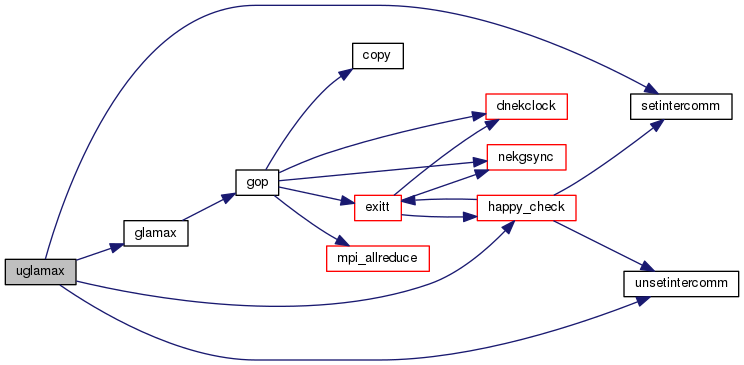 copy
dnekclock
setintercomm
nekgsync
gop
exitt
happy_check
glamax
mpi_allreduce
uglamax
unsetintercomm